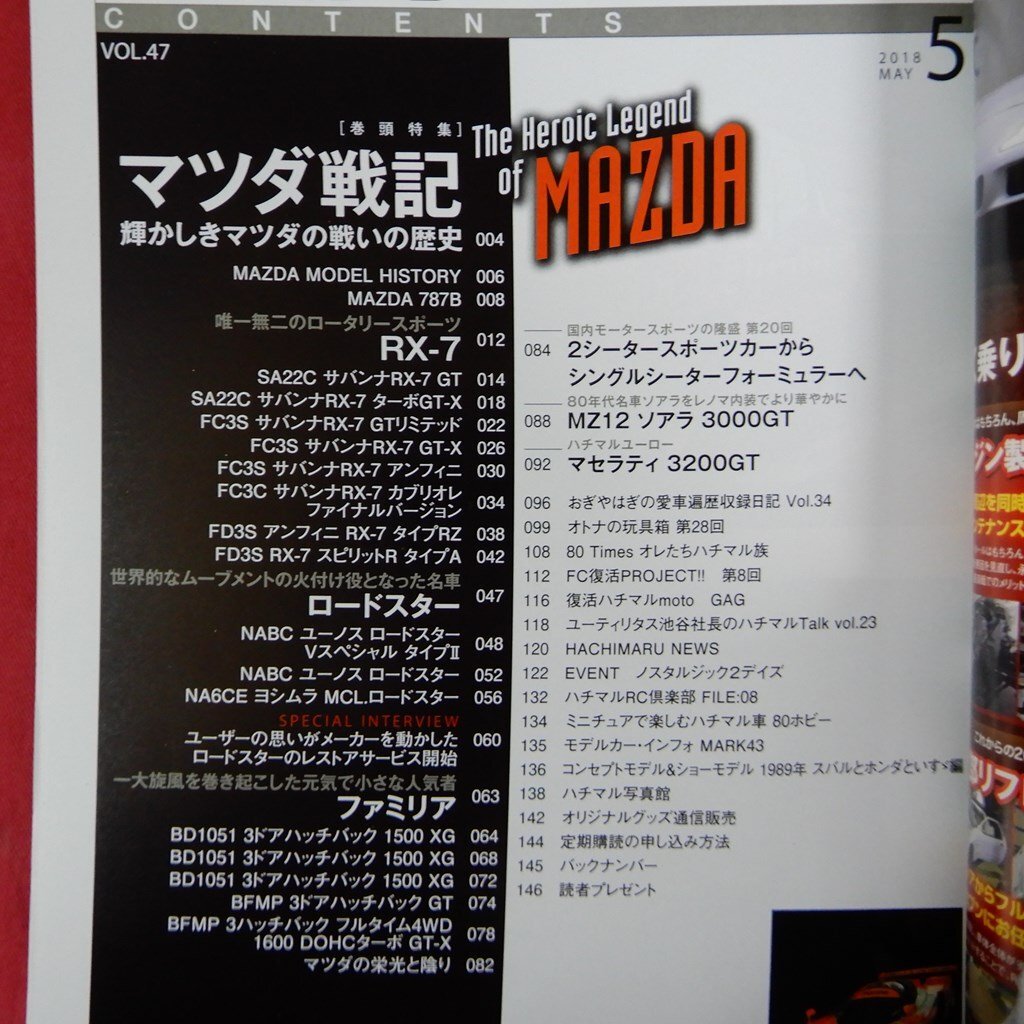 CONTENTS
VOL.47
2018
MAY
5
[巻頭特集]
マツダ戦記
輝かしきマツダの戦いの歴史 004
The Heroic Legend
of MAZDA
MAZDA MODEL HISTORY 006
MAZDA 787B 008
唯一無二のロータリースポーツ
RX-7 012
SA22C サバンナRX-7 GT 014
SA22C サバンナRX-7 ターボGT-X 018
FC3S サバンナRX-7 GTリミテッド 022
FC3S サバンナRX-7 GT-X 026
FC3S サバンナRX-7 アンフィニ 030
FC3C サバンナRX-7 カブリオレ
ファイナルバージョン 034
FD3S アンフィニ RX-7 タイプRZ 038
FD3S RX-7 スピリットR タイプA 042
世界的なムーブメントの火付け役となった名車
ロードスター 047
NABC ユーノス ロードスター
Vスペシャル タイプⅡ 048
NABC ユーノス ロードスター 052
NA6CE ヨシムラ MCL.ロードスター 056
SPECIAL INTERVIEW
ユーザーの思いがメーカーを動かした
ロードスターのレストアサービス開始 060
一大旋風を巻き起こした元気で小さな人気者
ファミリア 063
BD1051 3ドアハッチバック 1500 XG 064
BD1051 3ドアハッチバック 1500 XG 068
BD1051 3ドアハッチバック 1500 XG 072
BFMP 3ドアハッチバック GT 074
BFMP 3ハッチバック フルタイム4WD
1600 DOHCターボ GT-X 078
マツダの栄光と陰り 082
国内モータースポーツの隆盛 第20回
084 2シータースポーツカーから
シングルシーターフォーミュラーへ
80年代名車ソアラをレノマ内装でより華やかに
088 MZ12 ソアラ 3000GT
ハチマルユーロー
092 マセラティ 3200GT
096 おぎやはぎの愛車遍歴収録日記 Vol.34
099 オトナの玩具箱 第28回
108 80 Times オレたちハチマル族
112 FC復活PROJECT!! 第8回
116 復活ハチマルmoto GAG
118 ユーティリタス池谷社長のハチマルTalk vol.23
120 HACHIMARU NEWS
122 EVENT ノスタルジック2デイズ
132 ハチマルRC倶楽部 FILE:08
134 ミニチュアで楽しむハチマル車 80ホビー
135 モデルカー・インフォ MARK43
136 コンセプトモデル&ショーモデル 1989年 スバルとホンダといすゞ編
138 ハチマル写真館
142 オリジナルグッズ通信販売
144 定期購読の申し込み方法
145 バックナンバー
146 読者プレゼント
乗り